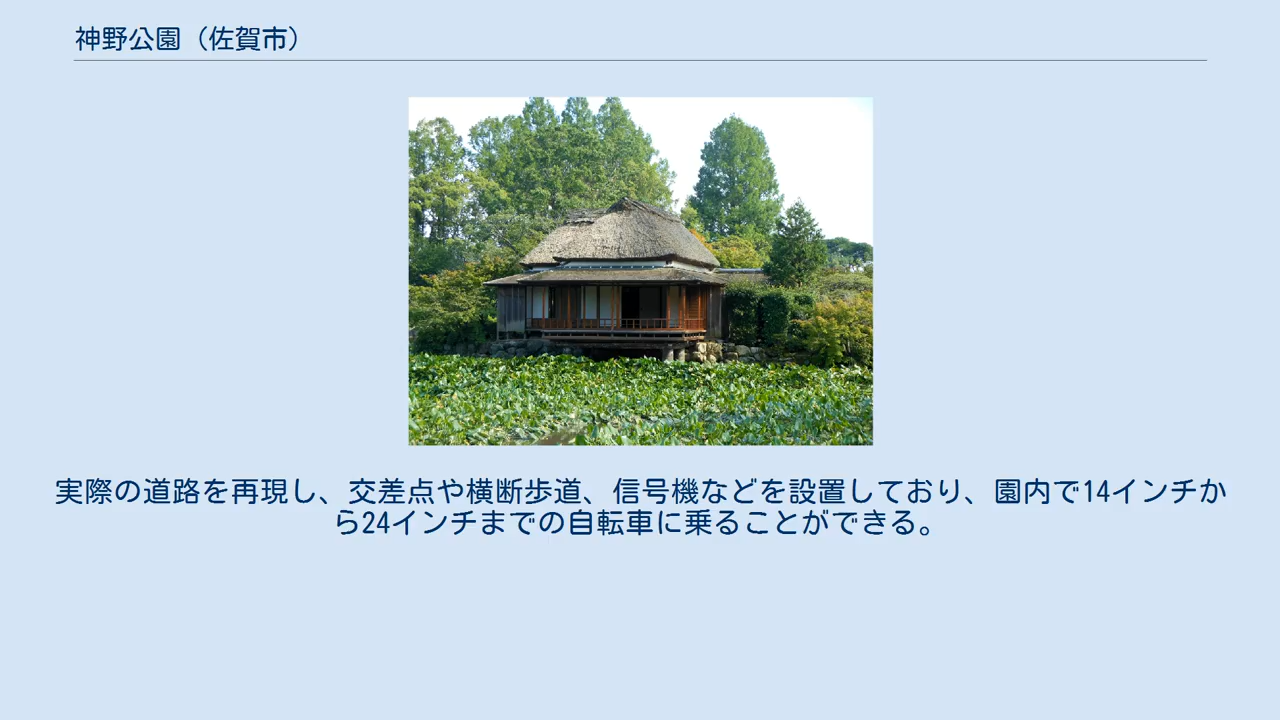 神野公園（佐賀市）
実際の道路を再現し、交差点や横断歩道、信号機などを設置しており、園内で14インチか
ら24インチまでの自転車に乗ることができる。